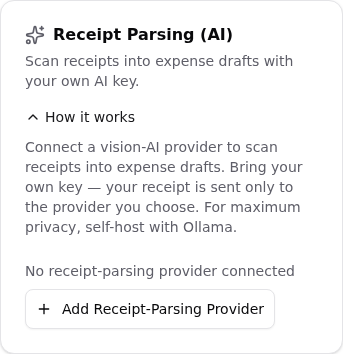 Receipt Parsing (AI)
Scan receipts into expense drafts with
your own AI key.
How it works
Connect a vision-AI provider to scan
receipts into expense drafts. Bring your
own key — your receipt is sent only to
the provider you choose. For maximum
privacy, self-host with Ollama.
No receipt-parsing provider connected
Add Receipt-Parsing Provider